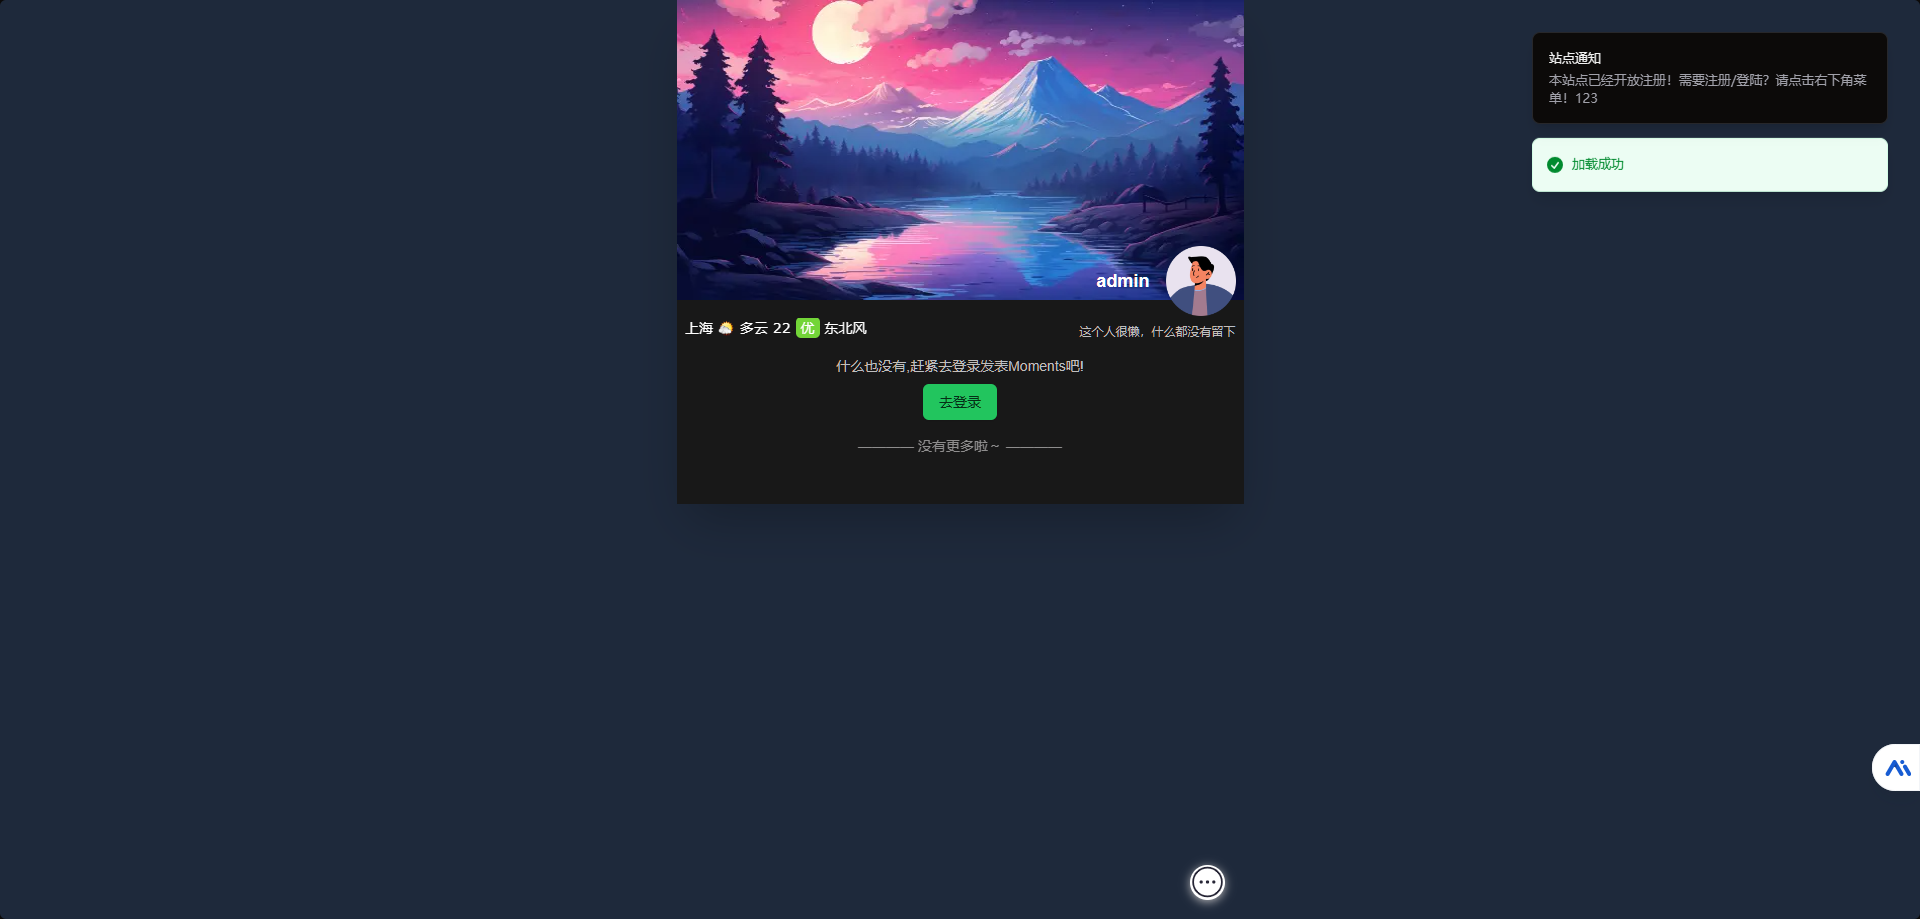 admin
上海 多云 22 优 东北风
这个人很懒，什么都没有留下
什么也没有,赶紧去登录发表Moments吧!
去登录
———— 没有更多啦～ ————
站点通知
本站点已经开放注册！需要注册/登陆？请点击右下角菜
单！123
加载成功